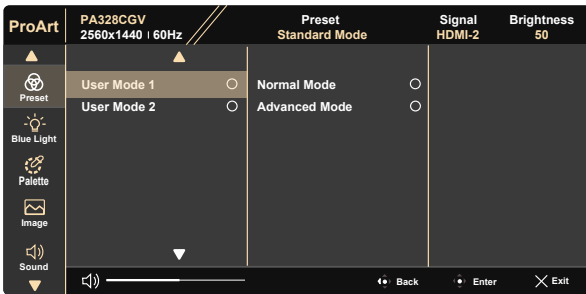 ProArt
PA328CGV
2560x1440 60Hz
Preset
Standard Mode
Signal
HDMI-2
Brightness
50
Preset
Blue Light
Palette
Image
Sound
User Mode 1
User Mode 2
Normal Mode
Advanced Mode
Back
Enter
Exit